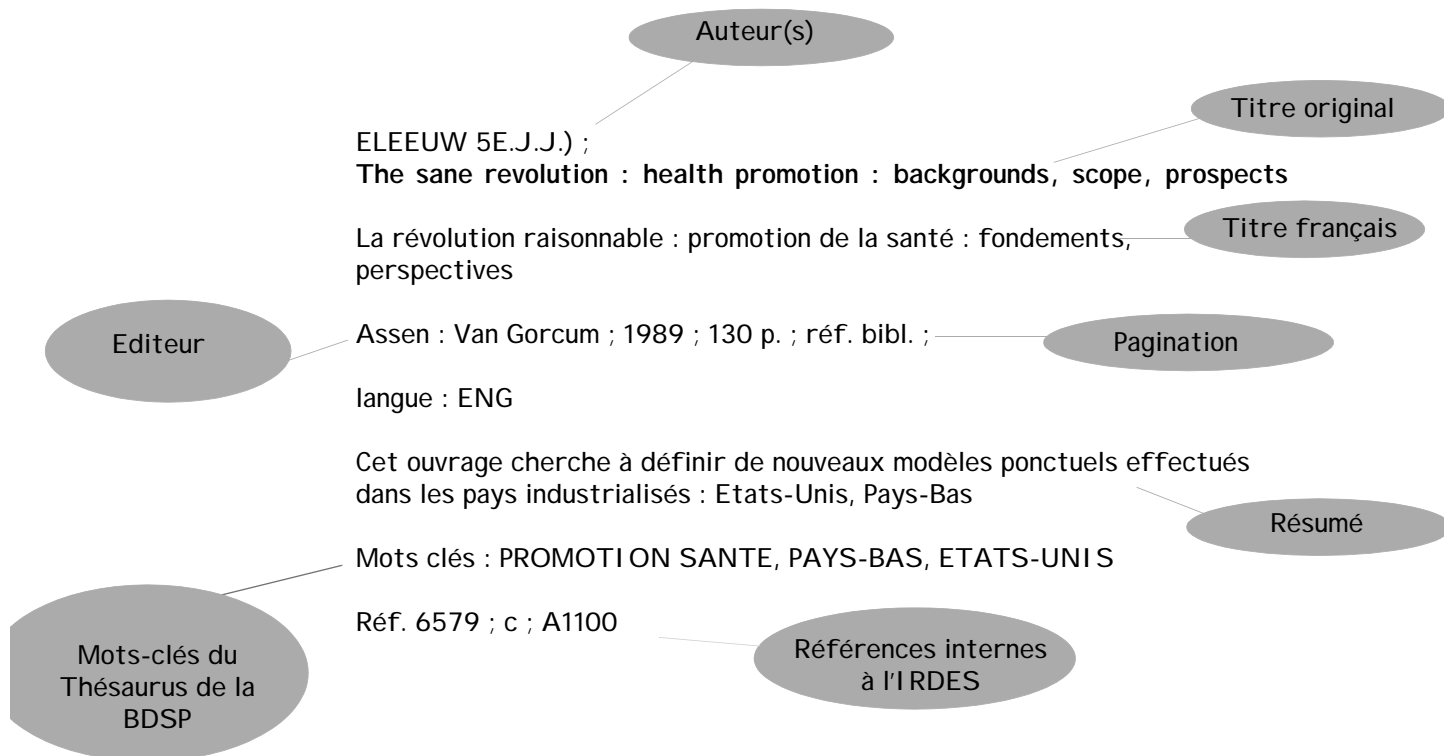 Auteur(s)
Titre original
ELEEUW 5E.J.J.) ;
The sane revolution : health promotion : backgrounds, scope, prospects
La révolution raisonnable : promotion de la santé : fondements,
perspectives
Titre français
Editeur
Assen : Van Gorcum ; 1989 ; 130 p. ; réf. bibl. ;
Pagination
langue : ENG
Cet ouvrage cherche à définir de nouveaux modèles ponctuels effectués
dans les pays industrialisés : Etats-Unis, Pays-Bas
Résumé
Mots clés : PROMOTION SANTE, PAYS-BAS, ETATS-UNIS
Réf. 6579 ; c ; A1100
Mots-clés du
Thésaurus de la
BDSP
Références internes
à l'IRDES